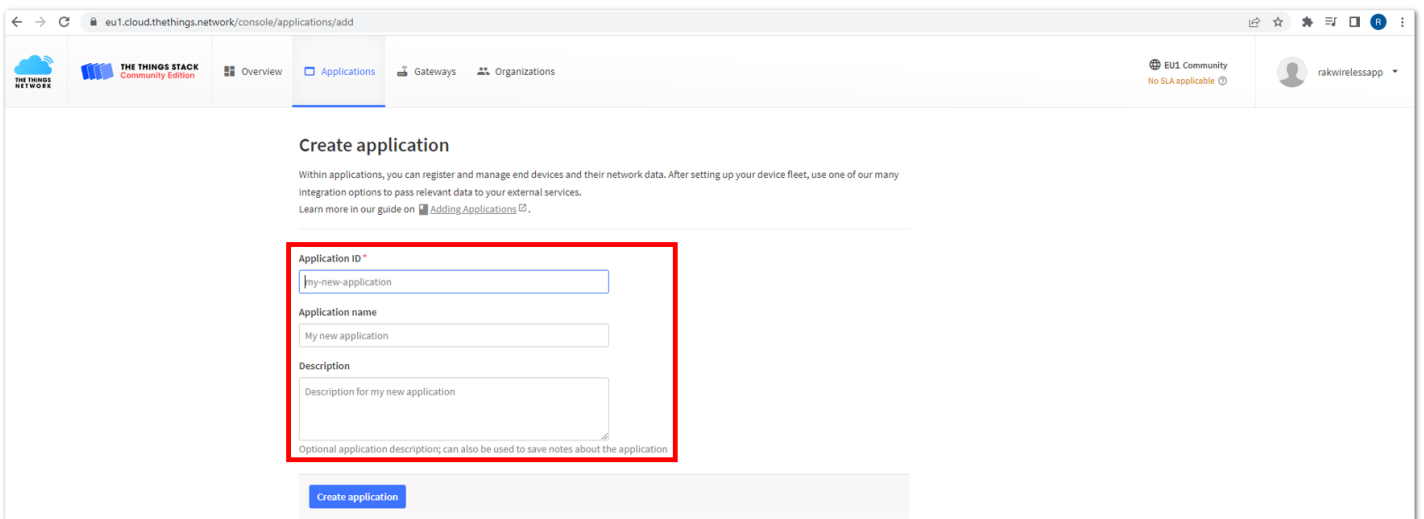 eu1.cloud.thethings.network/console/applications/add
R
THE THINGS
NETWORK
THE THINGS STACK
Community Edition
Overview
Applications
Gateways
Organizations
EU1 Community
No SLA applicable
rakwirelessapp
Create application
Within applications, you can register and manage end devices and their network data. After setting up your device fleet, use one of our many
integration options to pass relevant data to your external services.
Learn more in our guide on Adding Applications.
Application ID*
my-new-application
Application name
My new application
Description
Description for my new application
Optional application description; can also be used to save notes about the application
Create application